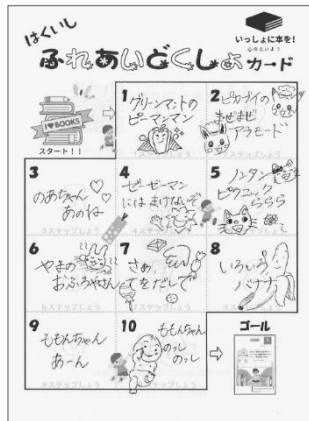 はくいし
ふれあいどくしょカード
いっしょに本を!
I ♥ BOOKS
スタート!!
1
グリーンマントの
ピーマンマン
2
ピカブイの
まぜまぜ
アラモード
3
のあちゃん
あのね
4
ゼーゼーマン
にはまけないぞ
5
ノンタン
ピクニック
ららら
6
やまの
おふろやさん
7
さあ、
てをだして
8
いろいろ
バナナ
9
ももんちゃん
あーん
10
ももんちゃん
のっし
のっし
ゴール